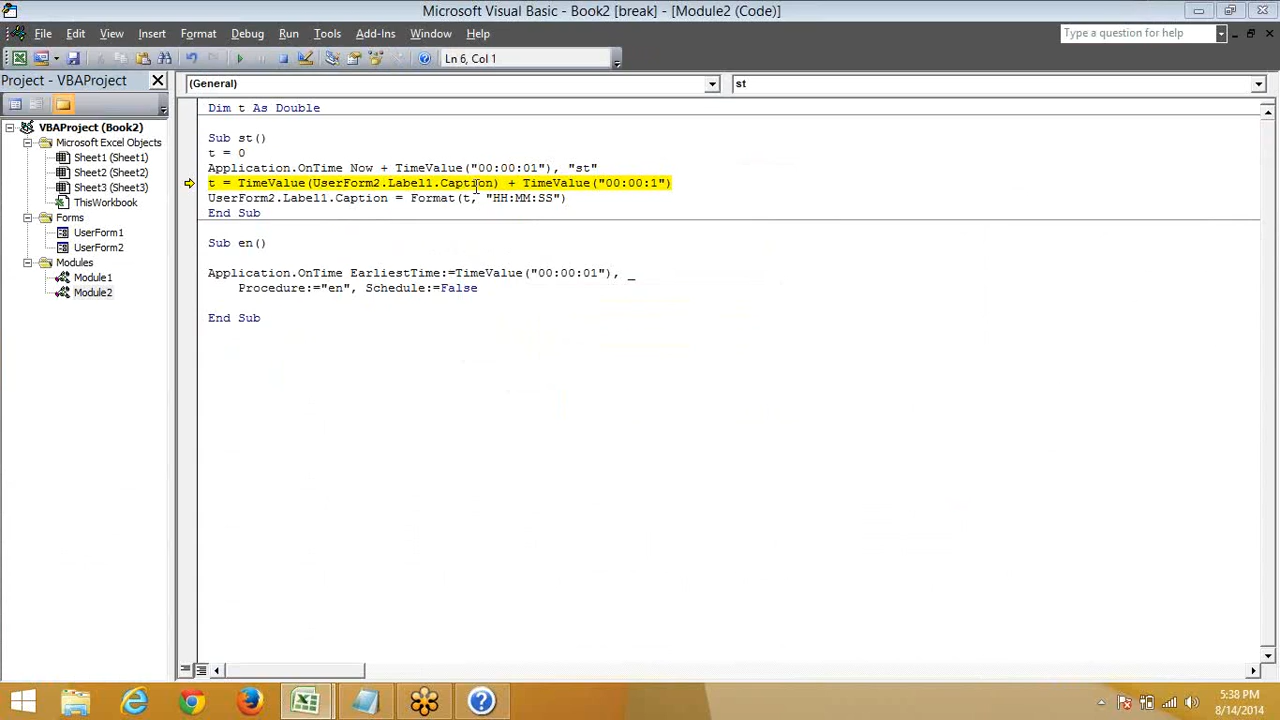 Microsoft Visual Basic - Book2 [break] - [Module2 (Code)]
File Edit View Insert Format Debug Run Tools Add-Ins Window Help
Type a question for help
Ln 6, Col 1
Project - VBAProject
(General)
st
VBAProject (Book2)
Microsoft Excel Objects
Sheet1 (Sheet1)
Sheet2 (Sheet2)
Sheet3 (Sheet3)
ThisWorkbook
Forms
UserForm1
UserForm2
Modules
Module1
Module2
Dim t As Double
Sub st()
t = 0
Application.OnTime Now + TimeValue("00:00:01"), "st"
t = TimeValue(UserForm2.Label1.Caption) + TimeValue("00:00:1")
UserForm2.Label1.Caption = Format(t, "HH:MM:SS")
End Sub
Sub en()
Application.OnTime EarliestTime:=TimeValue("00:00:01"), _
Procedure:="en", Schedule:=False
End Sub
5:38 PM
8/14/2014